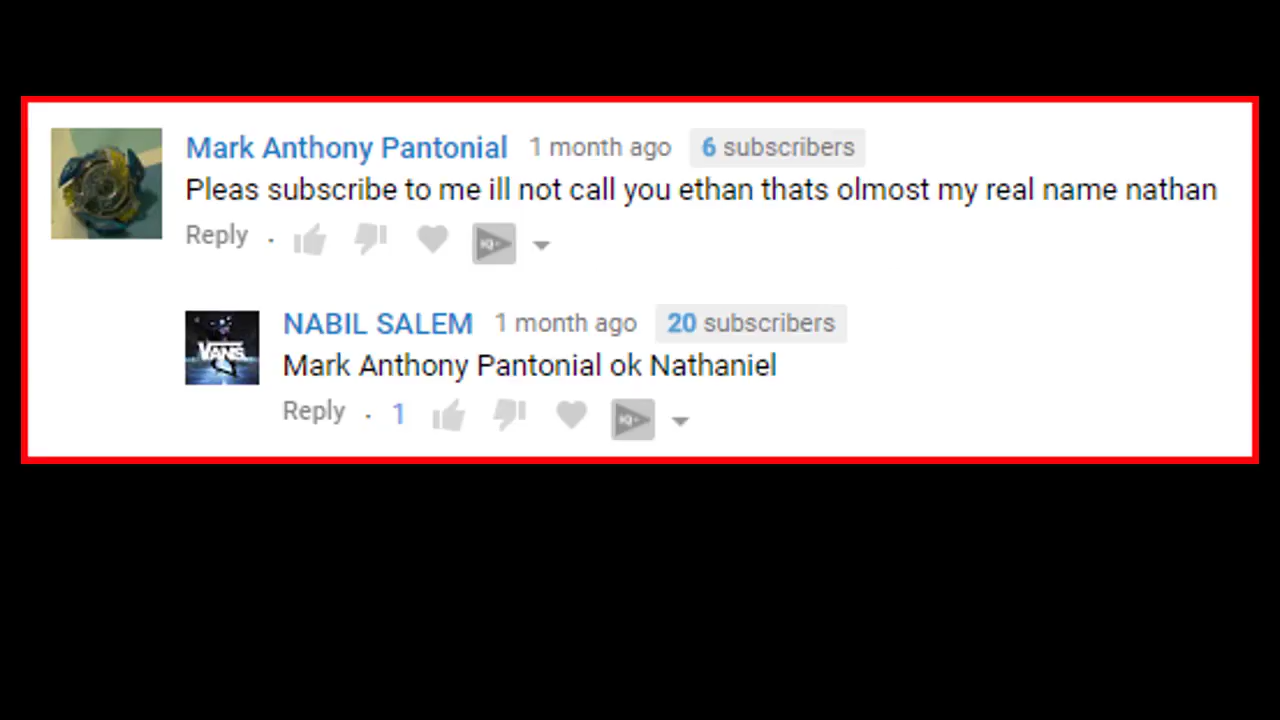 Mark Anthony Pantonial 1 month ago 6 subscribers
Pleas subscribe to me ill not call you ethan thats olmost my real name nathan
Reply .
NABIL SALEM 1 month ago 20 subscribers
VANS
Mark Anthony Pantonial ok Nathaniel
Reply . 1